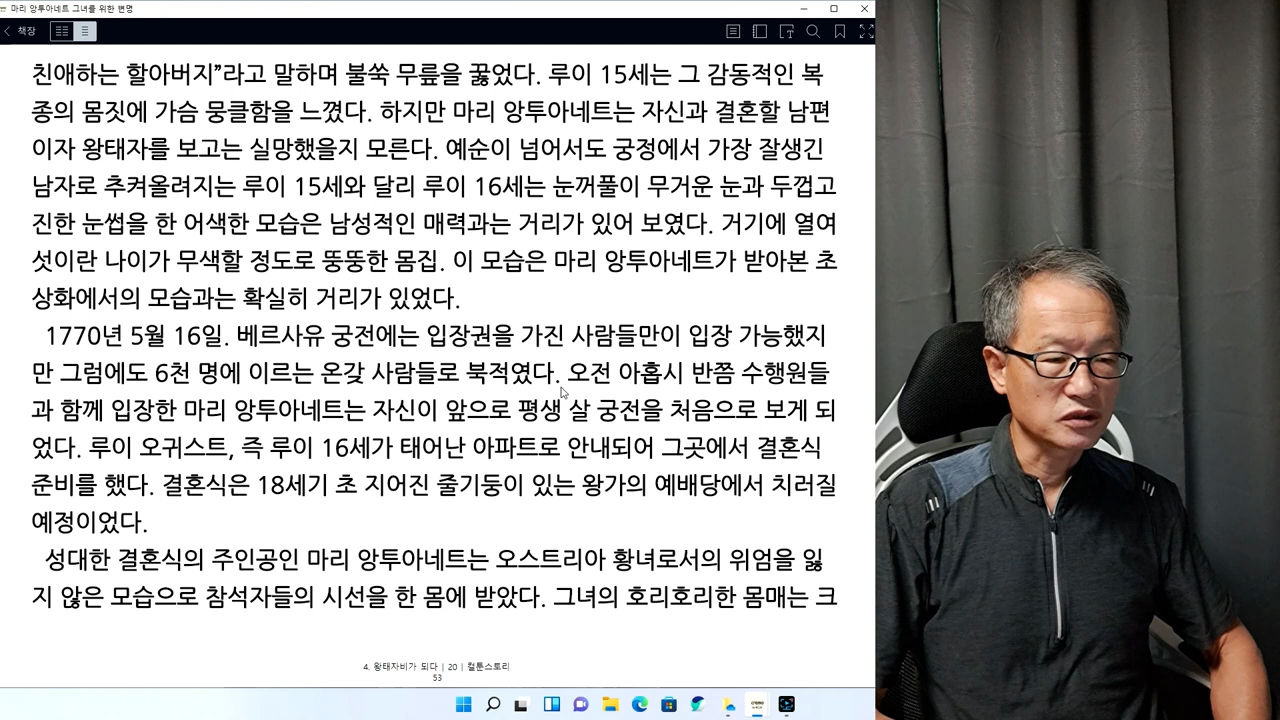 마리 앙투아네트 그녀를 위한 변명
책장
친애하는 할아버지”라고 말하며 불쑥 무릎을 꿇었다. 루이 15세는 그 감동적인 복
종의 몸짓에 가슴 뭉클함을 느꼈다. 하지만 마리 앙투아네트는 자신과 결혼할 남편
이자 왕태자를 보고는 실망했을지 모른다. 예순이 넘어서도 궁정에서 가장 잘생긴
남자로 추켜올려지는 루이 15세와 달리 루이 16세는 눈꺼풀이 무거운 눈과 두껍고
진한 눈썹을 한 어색한 모습은 남성적인 매력과는 거리가 있어 보였다. 거기에 열여
섯이란 나이가 무색할 정도로 뚱뚱한 몸집. 이 모습은 마리 앙투아네트가 받아본 초
상화에서의 모습과는 확실히 거리가 있었다.
1770년 5월 16일. 베르사유 궁전에는 입장권을 가진 사람들만이 입장 가능했지
만 그럼에도 6천 명에 이르는 온갖 사람들로 북적였다. 오전 아홉시 반쯤 수행원들
과 함께 입장한 마리 앙투아네트는 자신이 앞으로 평생 살 궁전을 처음으로 보게 되
었다. 루이 오귀스트, 즉 루이 16세가 태어난 아파트로 안내되어 그곳에서 결혼식
준비를 했다. 결혼식은 18세기 초 지어진 줄기둥이 있는 왕가의 예배당에서 치러질
예정이었다.
성대한 결혼식의 주인공인 마리 앙투아네트는 오스트리아 황녀로서의 위엄을 잃
지 않은 모습으로 참석자들의 시선을 한 몸에 받았다. 그녀의 호리호리한 몸매는 크
4. 왕태자비가 되다 | 20 | 컬툰스토리
53